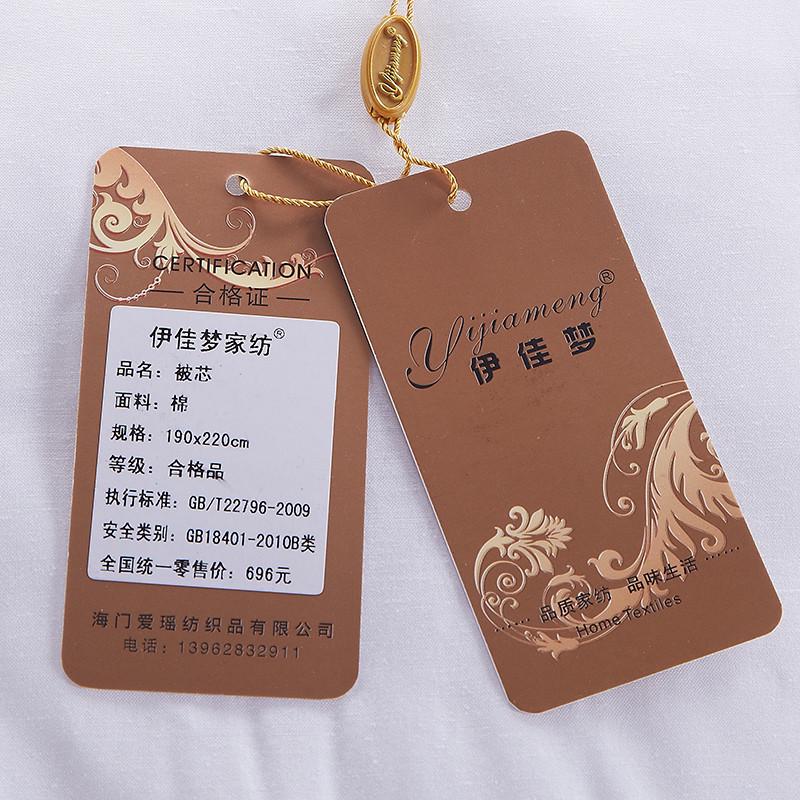 Yijiameng
CERTIFICATION
合格证
伊佳梦家纺®
品名：被芯
面料：棉
规格：190x220cm
等级：合格品
执行标准：GB/T22796-2009
安全类别：GB18401-2010B类
全国统一零售价：696元
海门爱瑶纺织品有限公司
电话：13962832911
Yijiameng®
伊佳梦
······ 品质家纺 品味生活 ······
Home Textiles